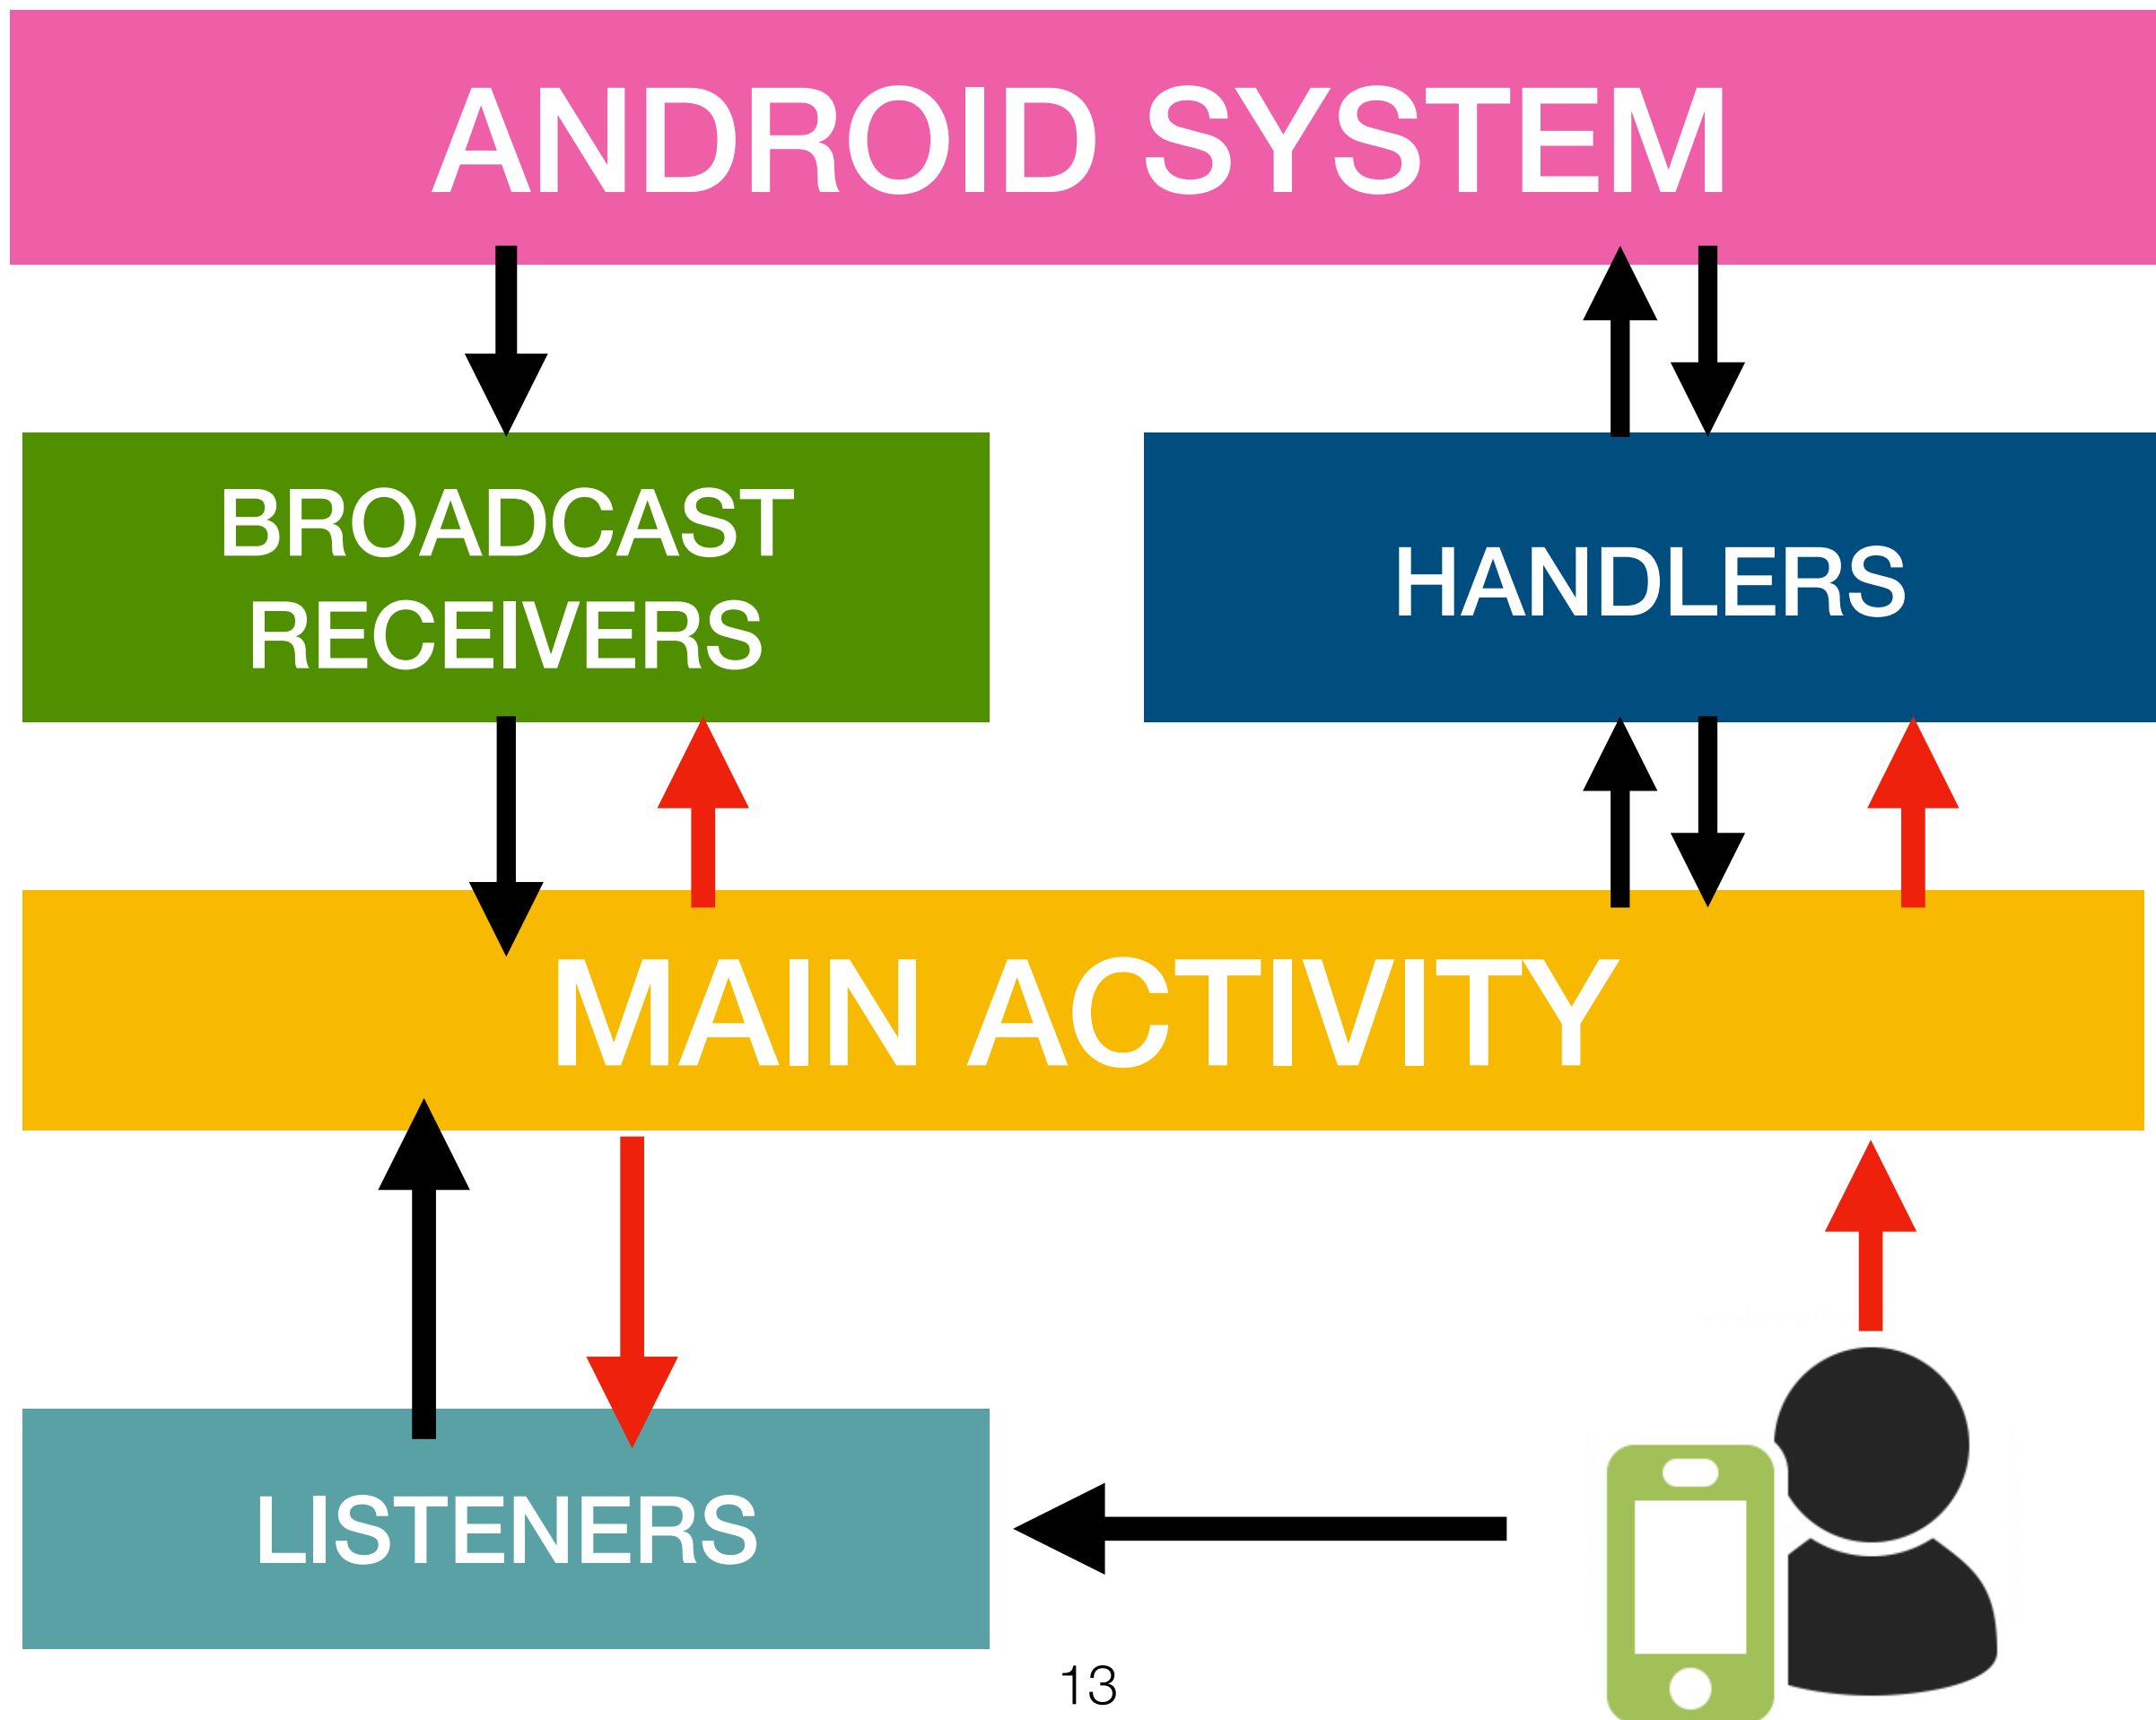 ANDROID SYSTEM
BROADCAST
RECEIVERS
HANDLERS
MAIN ACTIVITY
LISTENERS
13